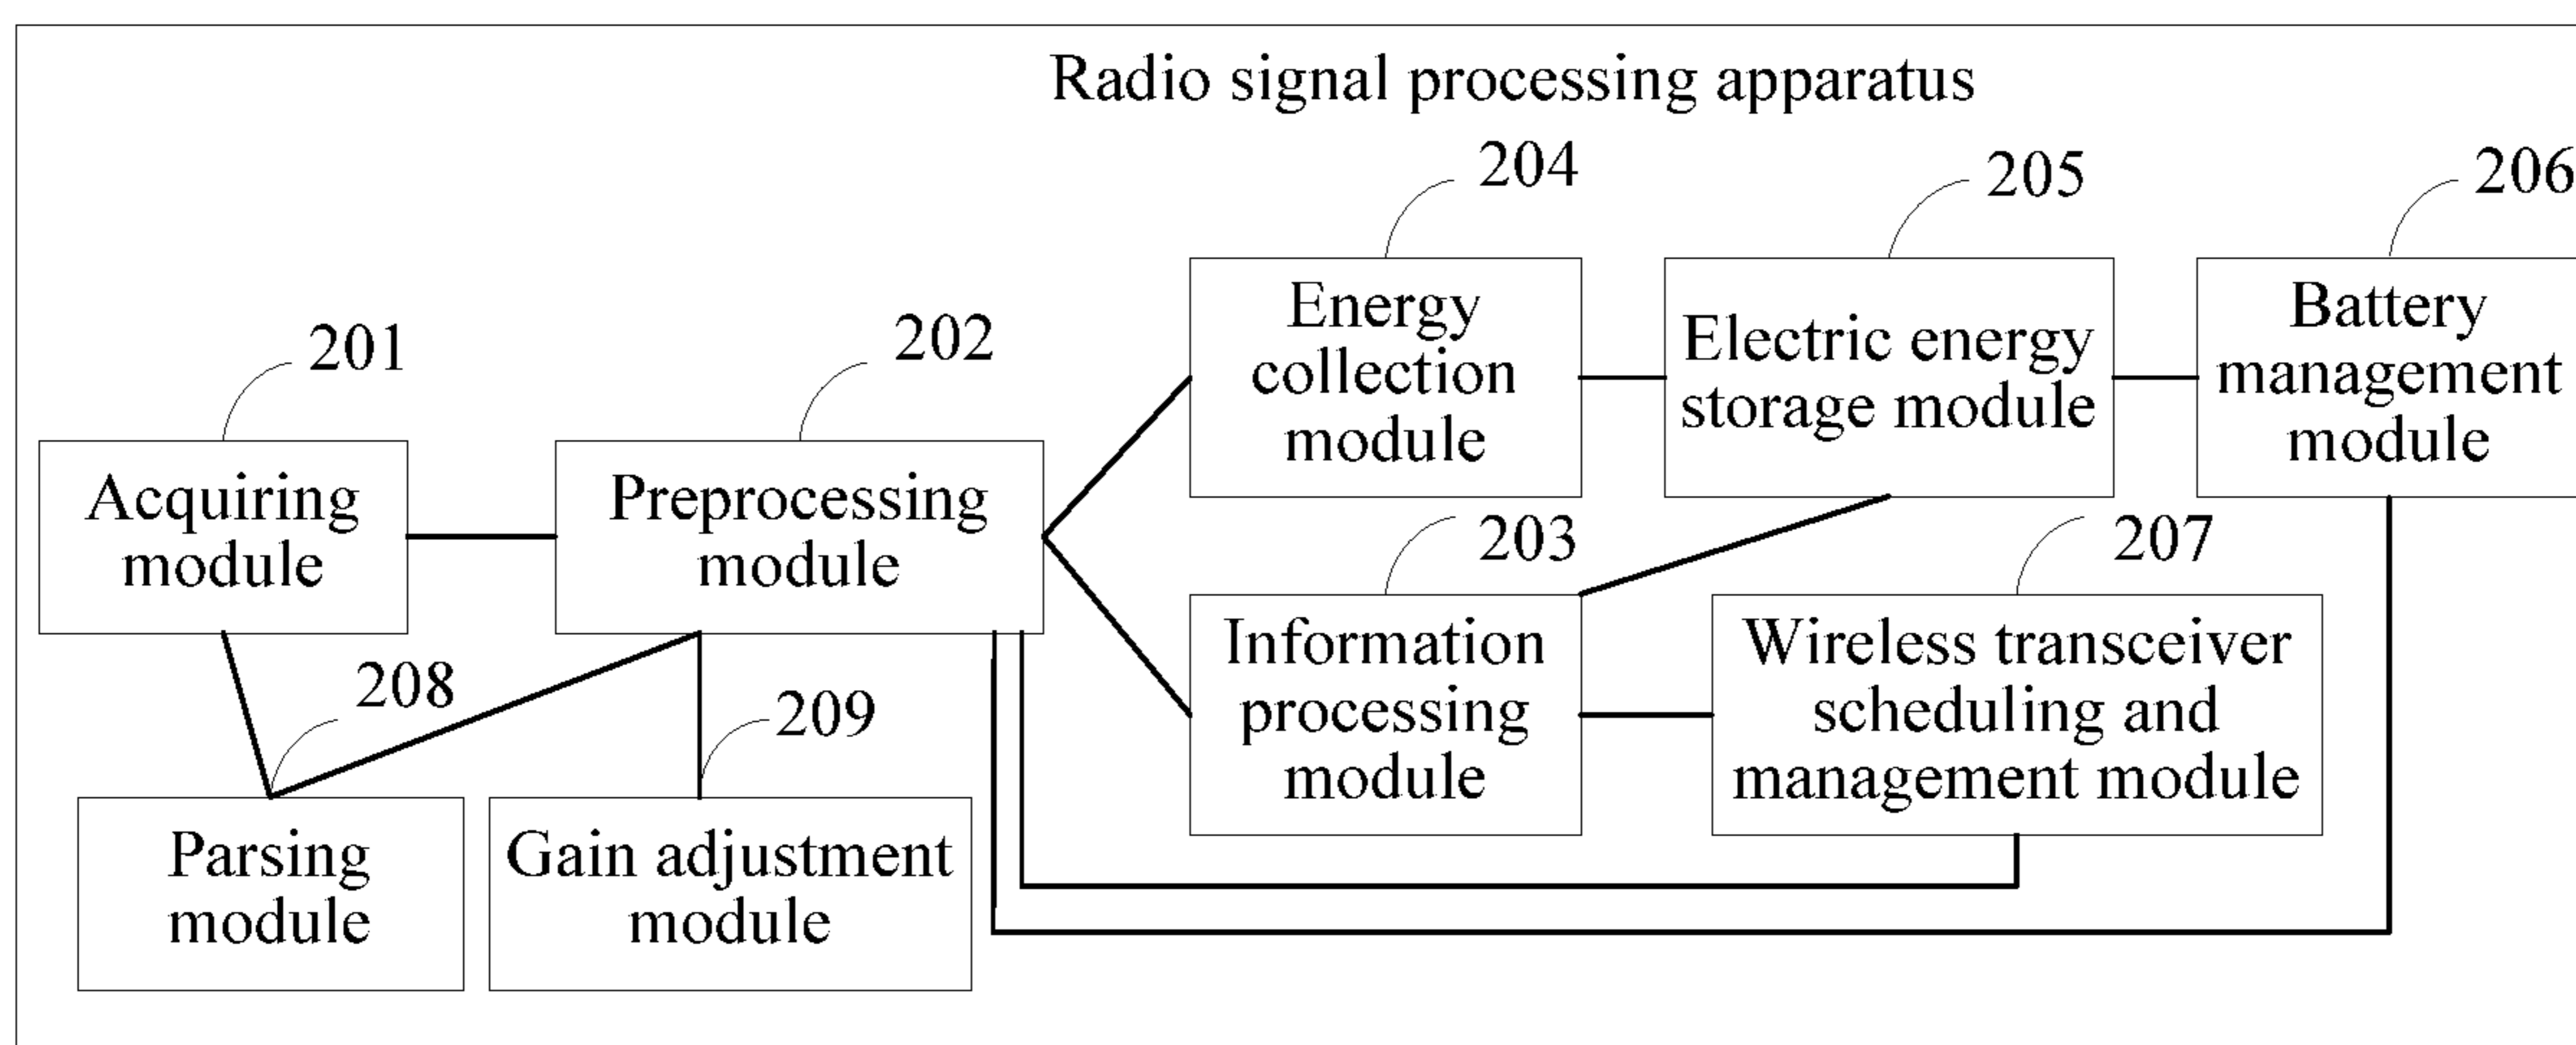 Radio signal processing apparatus
204
205
206
Energy
collection
module
Electric energy
storage module
Battery
management
module
201
202
Acquiring
module
Preprocessing
module
203
207
Information
processing
module
Wireless transceiver
scheduling and
management module
208
209
Parsing
module
Gain adjustment
module